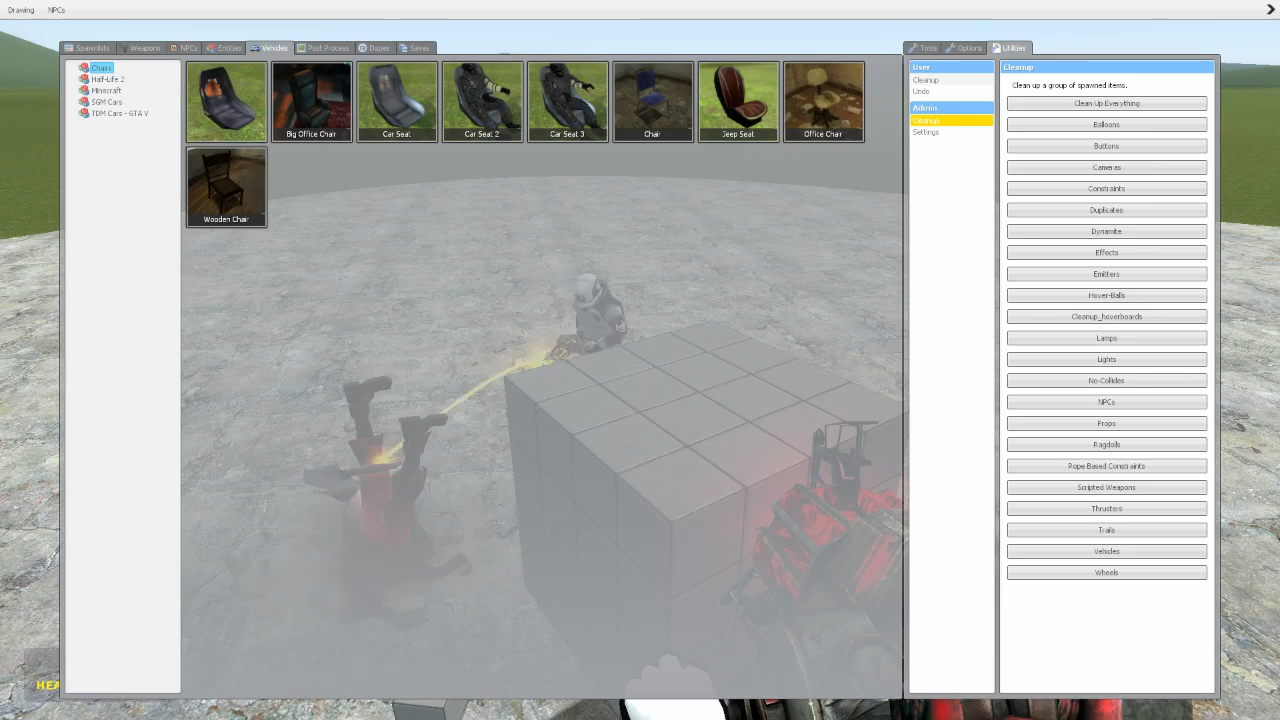 Drawing NPCs
Spawnlists Weapons NPCs Entities Vehicles Post Process Dupes Saves
Tools Options Utilities
Chairs
Half-Life 2
Minecraft
SGM Cars
TDM Cars - GTA V
Big Office Chair
Car Seat
Car Seat 2
Car Seat 3
Chair
Jeep Seat
Office Chair
Wooden Chair
User
Cleanup
Undo
Admin
Cleanup
Settings
Cleanup
Clean up a group of spawned items.
Clean Up Everything
Balloons
Buttons
Cameras
Constraints
Duplicates
Dynamite
Effects
Emitters
Hover-Balls
Cleanup_hoverboards
Lamps
Lights
No-Collides
NPCs
Props
Ragdolls
Rope Based Constraints
Scripted Weapons
Thrusters
Trails
Vehicles
Wheels
HEA